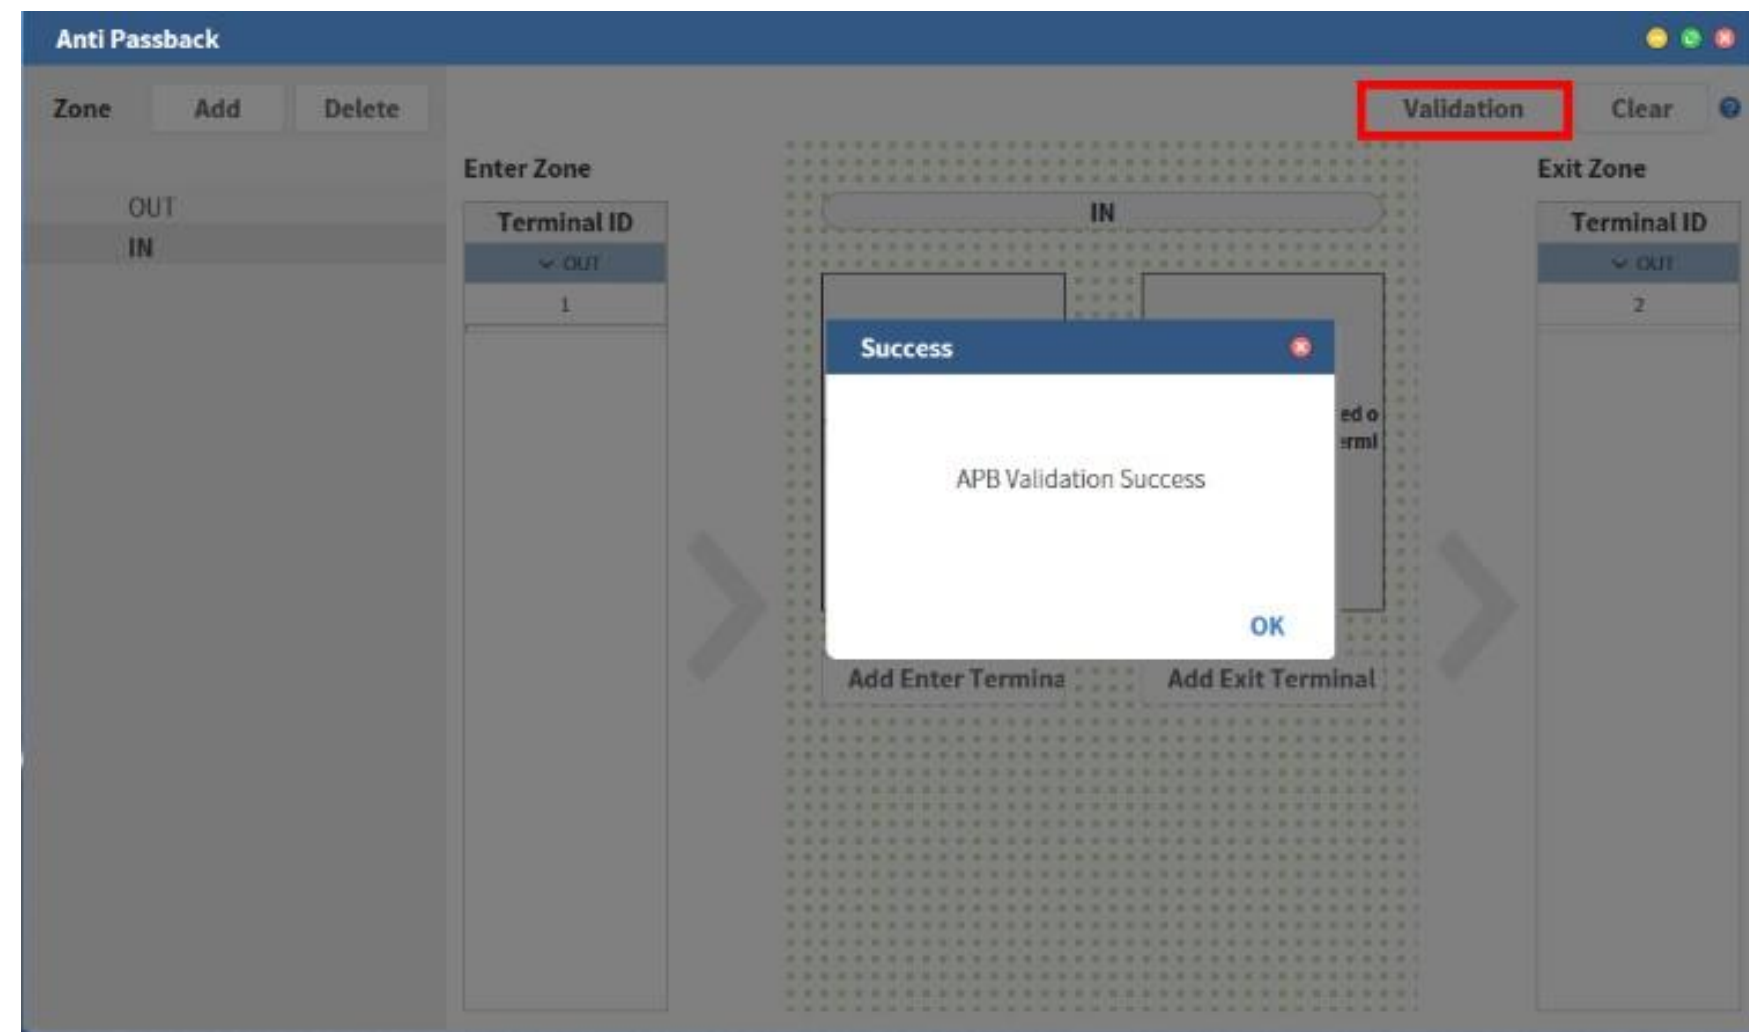 Anti Passback
Zone Add Delete Validation Clear
Enter Zone
Exit Zone
OUT
IN
Terminal ID
OUT
1
IN
Terminal ID
OUT
2
Success
ed o
APB Validation Success
OK
Add Enter Termina
Add Exit Terminal